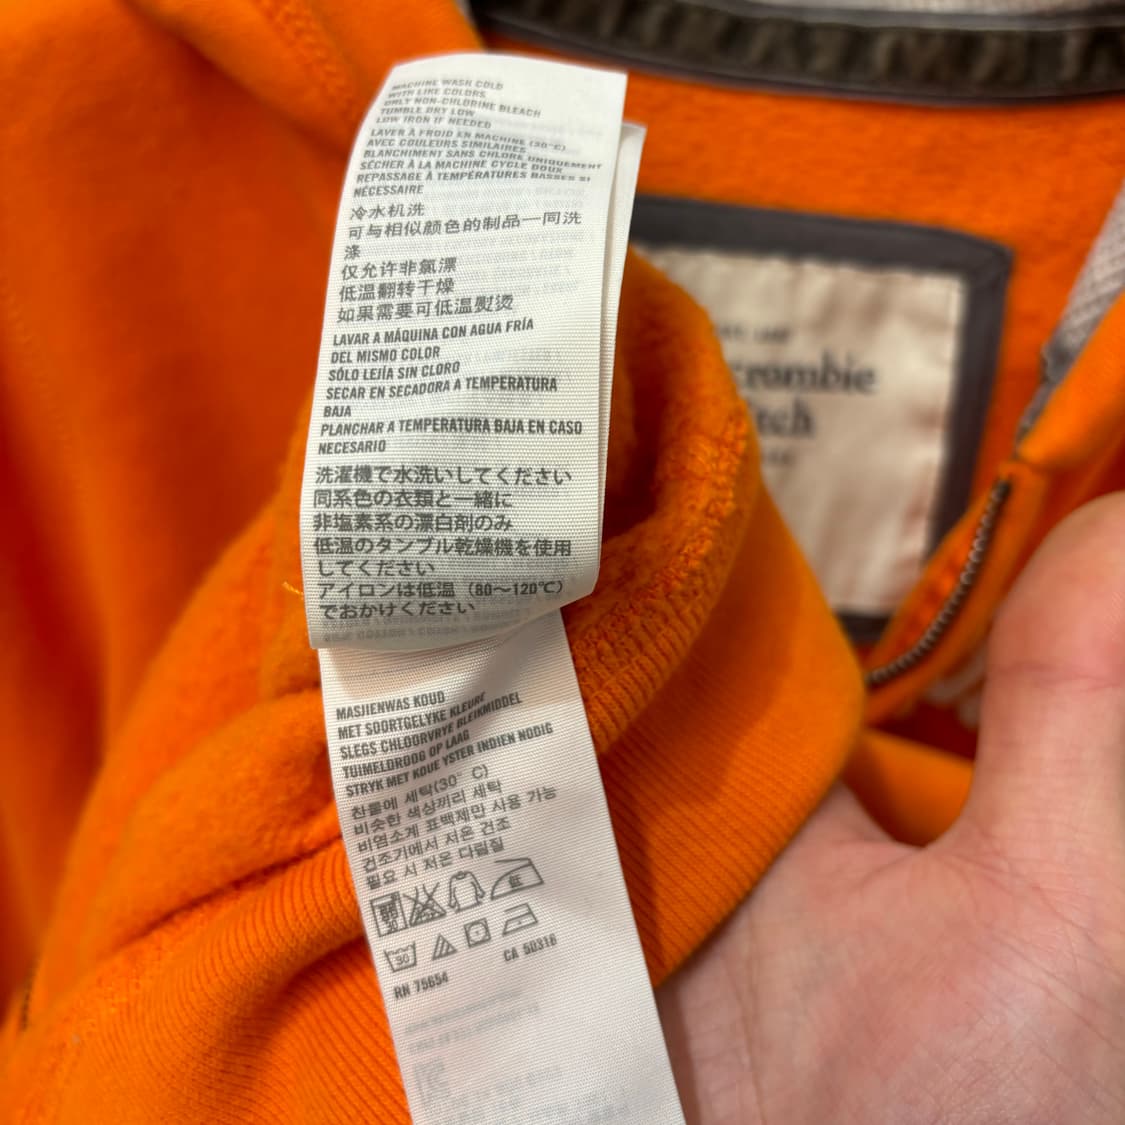 MACHINE WASH COLD
WITH LIKE COLORS
ONLY NON-CHLORINE BLEACH
TUMBLE DRY LOW
LOW IRON IF NEEDED
LAVER À FROID EN MACHINE (30°C)
AVEC COULEURS SIMILAIRES
BLANCHIMENT SANS CHLORE UNIQUEMENT
SÉCHER À LA MACHINE CYCLE DOUX
REPASSAGE À TEMPÉRATURES BASSES SI
NÉCESSAIRE
冷水机洗
可与相似颜色的制品一同洗
涤
仅允许非氯漂
低温翻转干燥
如果需要可低温熨烫
LAVAR A MÁQUINA CON AGUA FRÍA
DEL MISMO COLOR
SÓLO LEJÍA SIN CLORO
SECAR EN SECADORA A TEMPERATURA
BAJA
PLANCHAR A TEMPERATURA BAJA EN CASO
NECESARIO
洗濯機で水洗いしてください
同系色の衣類と一緒に
非塩素系の漂白剤のみ
低温のタンブル乾燥機を使用
してください
アイロンは低温（80～120℃）
でおかけください
MASJIENWAS KOUD
MET SOORTGELYKE KLEURE
SLEGS CHLOORVRYE BLEIKMIDDEL
TUIMELDROOG OP LAAG
STRYK MET KOUE YSTER INDIEN NODIG
찬물에 세탁(30°C)
비슷한 색상끼리 세탁
비염소계 표백제만 사용 가능
건조기에서 저온 건조
필요 시 저온 다림질
低
30
RN 75654
CA 50316
crombie
tch